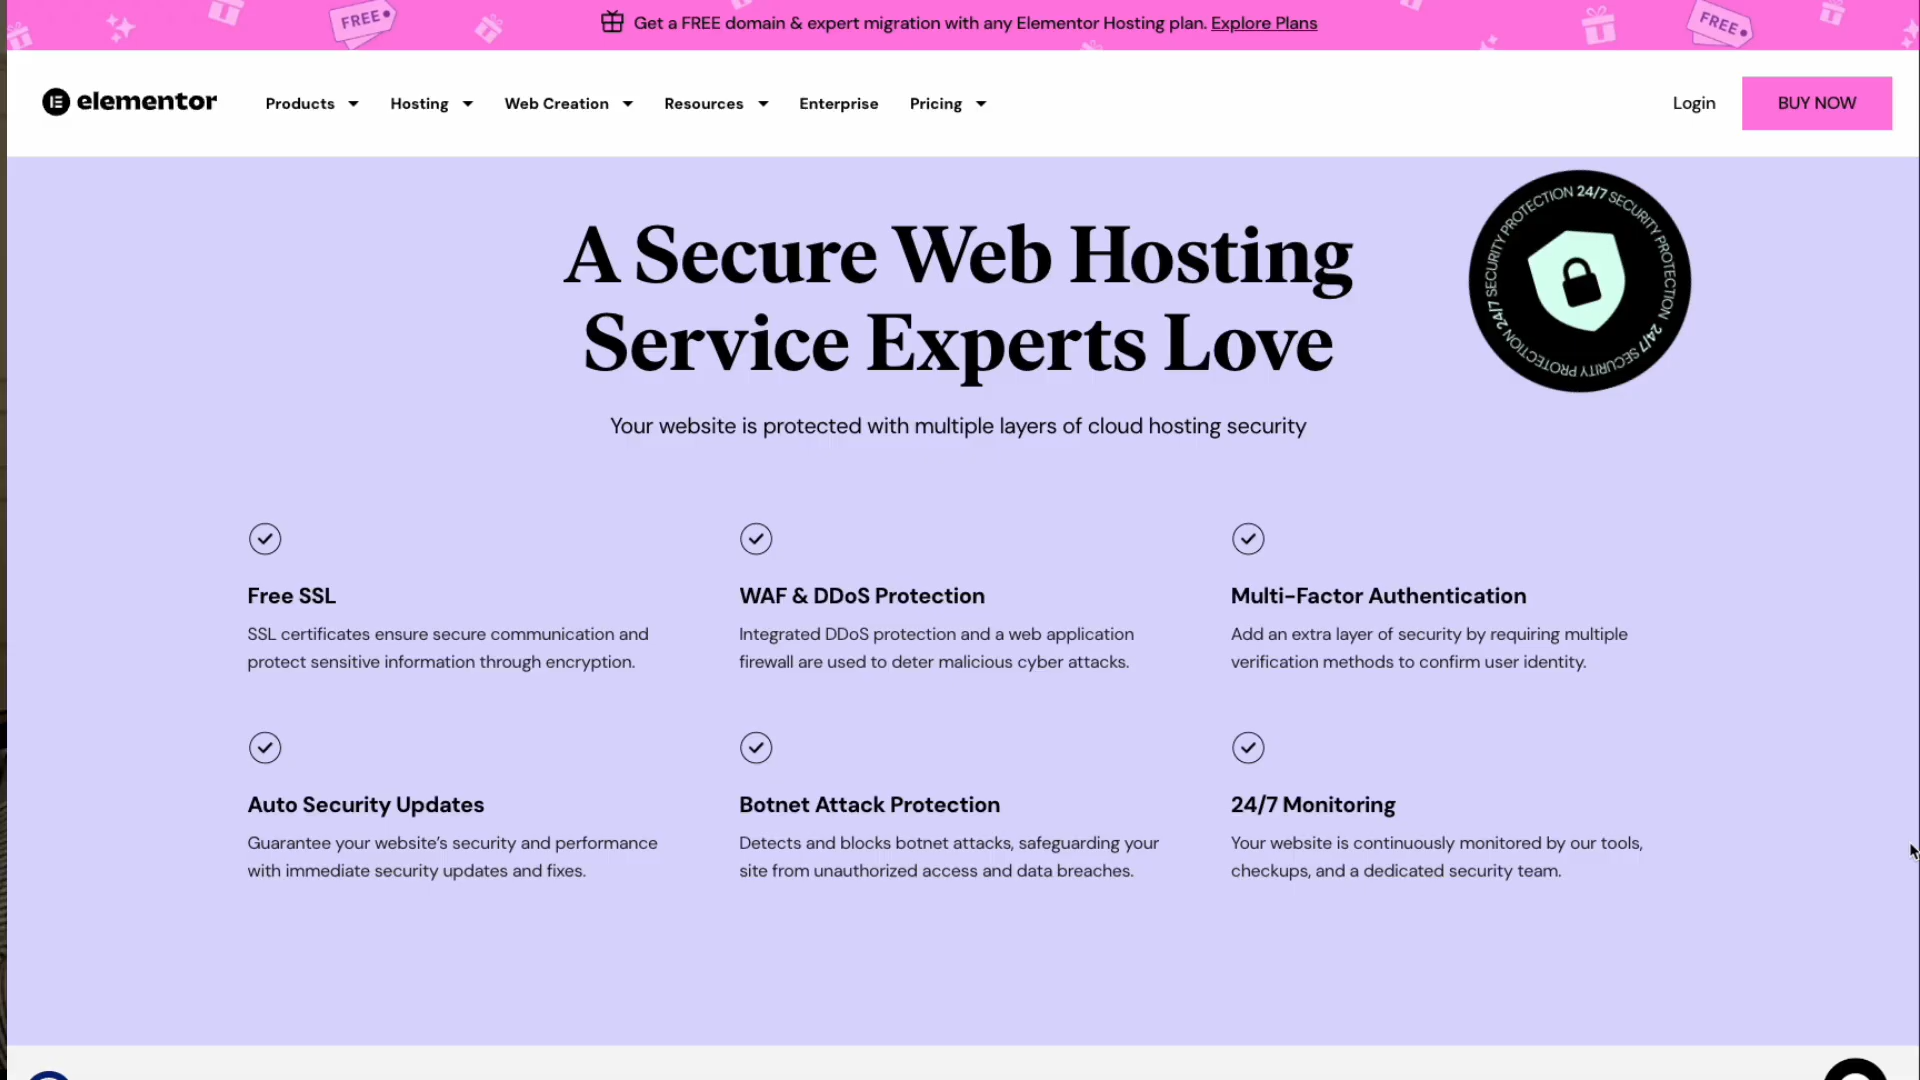 FREE
Get a FREE domain & expert migration with any Elementor Hosting plan. Explore Plans
FREE
elementor
Products
Hosting
Web Creation
Resources
Enterprise
Pricing
Login
BUY NOW
A Secure Web Hosting
Service Experts Love
24/7 SECURITY PROTECTION 24/7 SECURITY PROTECTION 24/7 SECURITY PROTECTION
Your website is protected with multiple layers of cloud hosting security
Free SSL
SSL certificates ensure secure communication and
protect sensitive information through encryption.
WAF & DDoS Protection
Integrated DDoS protection and a web application
firewall are used to deter malicious cyber attacks.
Multi-Factor Authentication
Add an extra layer of security by requiring multiple
verification methods to confirm user identity.
Auto Security Updates
Guarantee your website’s security and performance
with immediate security updates and fixes.
Botnet Attack Protection
Detects and blocks botnet attacks, safeguarding your
site from unauthorized access and data breaches.
24/7 Monitoring
Your website is continuously monitored by our tools,
checkups, and a dedicated security team.